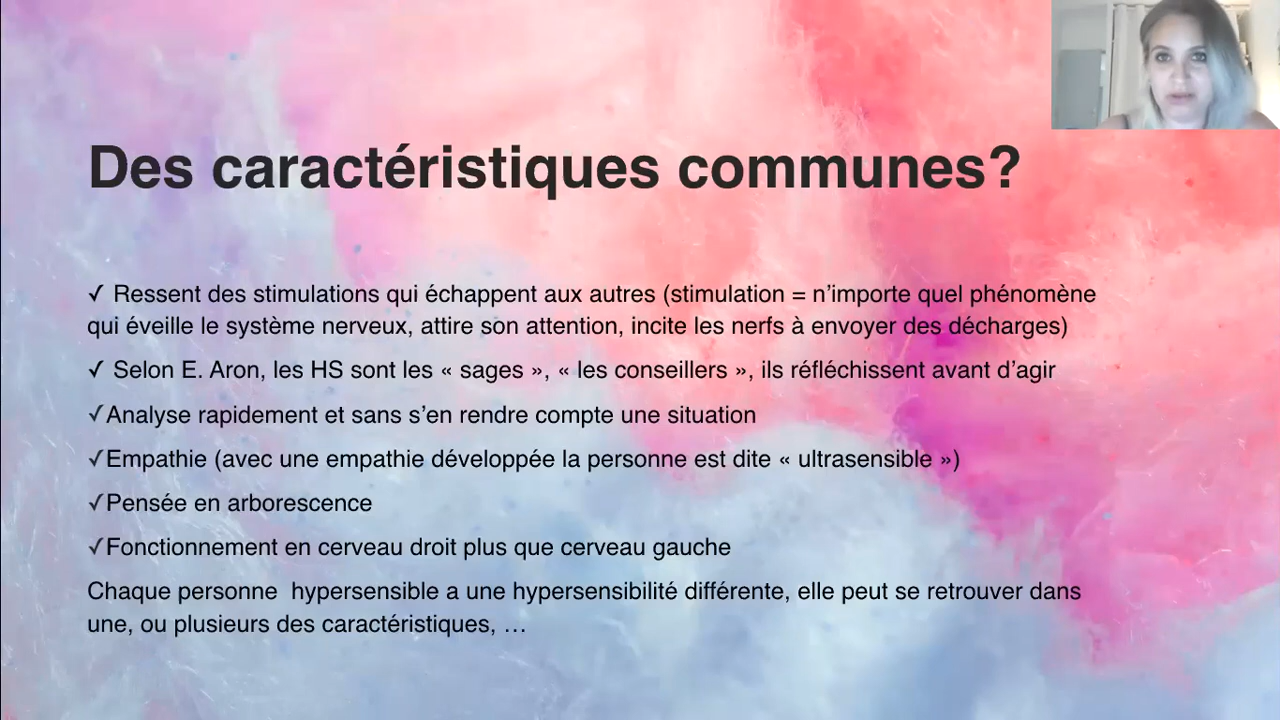 Des caractéristiques communes?
✓ Ressent des stimulations qui échappent aux autres (stimulation = n’importe quel phénomène
qui éveille le système nerveux, attire son attention, incite les nerfs à envoyer des décharges)
✓ Selon E. Aron, les HS sont les « sages », « les conseillers », ils réfléchissent avant d’agir
✓Analyse rapidement et sans s’en rendre compte une situation
✓Empathie (avec une empathie développée la personne est dite « ultrasensible »)
✓Pensée en arborescence
✓Fonctionnement en cerveau droit plus que cerveau gauche
Chaque personne  hypersensible a une hypersensibilité différente, elle peut se retrouver dans
une, ou plusieurs des caractéristiques, …